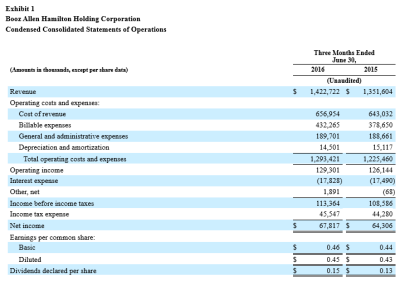 Exhibit 1
Booz Allen Hamilton Holding Corporation
Condensed Consolidated Statements of Operations
Three Months Ended
June 30,
(Amounts in thousands, except per share data) 2016 2015
(Unaudited)
Revenue $ 1,422,722 $ 1,351,604
Operating costs and expenses:
Cost of revenue 656,954 643,032
Billable expenses 432,265 378,650
General and administrative expenses 189,701 188,661
Depreciation and amortization 14,501 15,117
Total operating costs and expenses 1,293,421 1,225,460
Operating income 129,301 126,144
Interest expense (17,828) (17,490)
Other, net 1,891 (68)
Income before income taxes 113,364 108,586
Income tax expense 45,547 44,280
Net income $ 67,817 $ 64,306
Earnings per common share:
Basic $ 0.46 $ 0.44
Diluted $ 0.45 $ 0.43
Dividends declared per share $ 0.15 $ 0.13